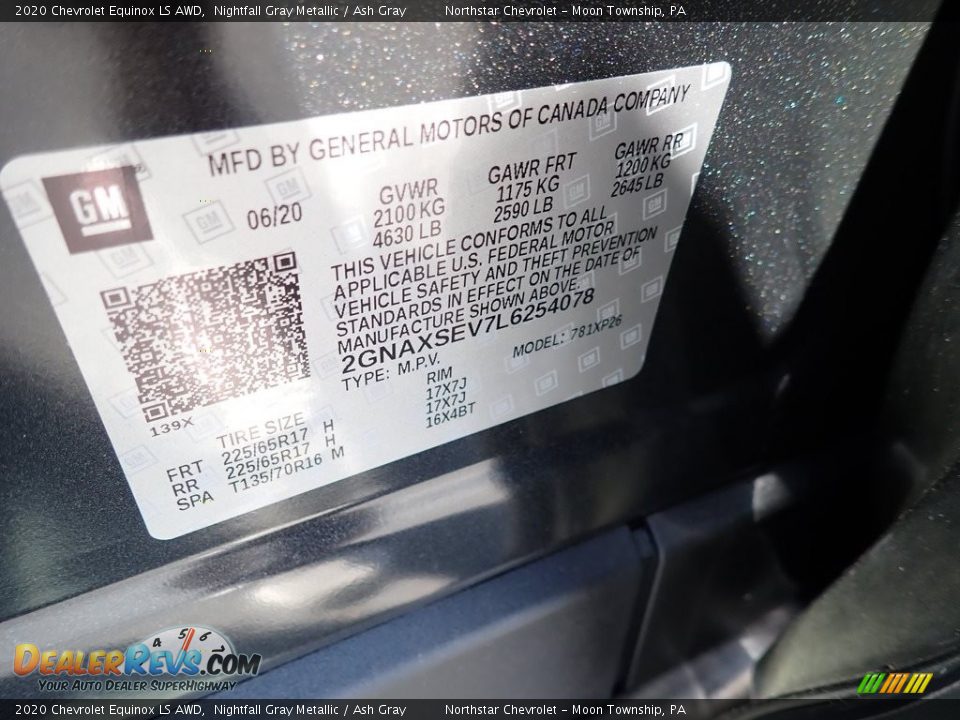 2020 Chevrolet Equinox LS AWD, Nightfall Gray Metallic / Ash Gray Northstar Chevrolet - Moon Township, PA
MFD BY GENERAL MOTORS OF CANADA COMPANY
GM
06/20
GVWR GAWR FRT GAWR RR
2100 KG 1175 KG 1200 KG
4630 LB 2590 LB 2645 LB
THIS VEHICLE CONFORMS TO ALL
APPLICABLE U.S. FEDERAL MOTOR
VEHICLE SAFETY AND THEFT PREVENTION
STANDARDS IN EFFECT ON THE DATE OF
MANUFACTURE SHOWN ABOVE.
2GNAXSEV7L6254078
TYPE: M.P.V. MODEL: 781XP26
139X
TIRE SIZE RIM
FRT 225/65R17 H 17X7J
RR 225/65R17 H 17X7J
SPA T135/70R16 M 16X4BT
4 5 6
DEALERREVS.COM
YOUR AUTO DEALER SUPERHIGHWAY
2020 Chevrolet Equinox LS AWD, Nightfall Gray Metallic / Ash Gray Northstar Chevrolet - Moon Township, PA